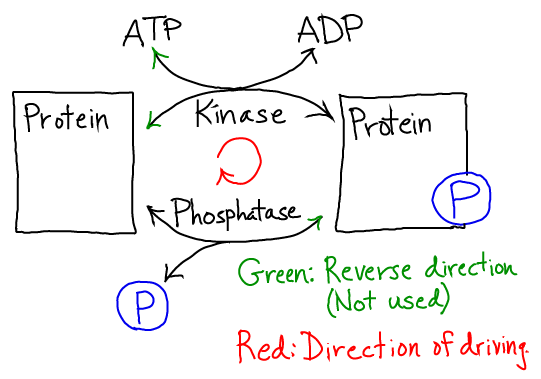 ATP
ADP
Protein
Kinase
Protein
P
Phosphatase
P
Green: Reverse direction
(Not used)
Red: Direction of driving.